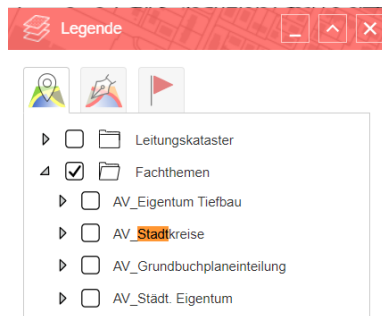 Legende
Leitungskataster
Fachthemen
AV_Eigentum Tiefbau
AV_Stadtkreise
AV_Grundbuchplaneinteilung
AV_Städt. Eigentum